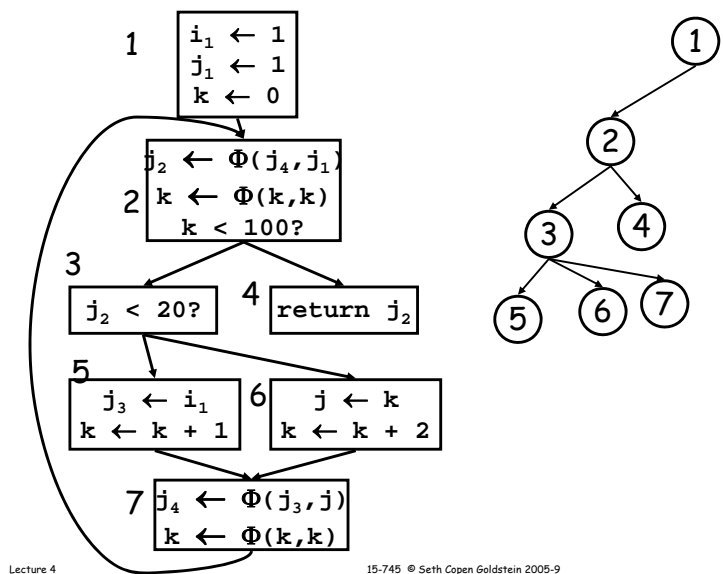 1
i₁ ← 1
j₁ ← 1
k ← 0
2
j₂ ← Φ(j₄,j₁)
k ← Φ(k,k)
k < 100?
3
j₂ < 20?
4
return j₂
5
j₃ ← i₁
k ← k + 1
6
j ← k
k ← k + 2
7
j₄ ← Φ(j₃,j)
k ← Φ(k,k)
1
2
3
4
5
6
7
Lecture 4
15-745 © Seth Copen Goldstein 2005-9